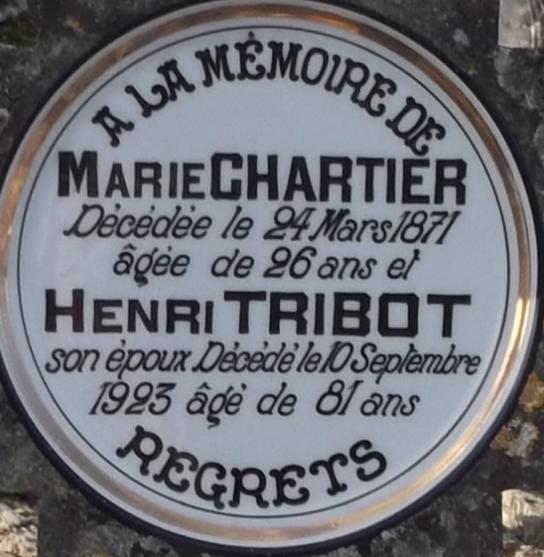 A LA MÉMOIRE DE
MARIE CHARTIER
Décédée le 24 Mars 1871
âgée de 26 ans et
HENRI TRIBOT
son époux Décédé le 10 Septembre
1923 âgé de 81 ans
REGRETS